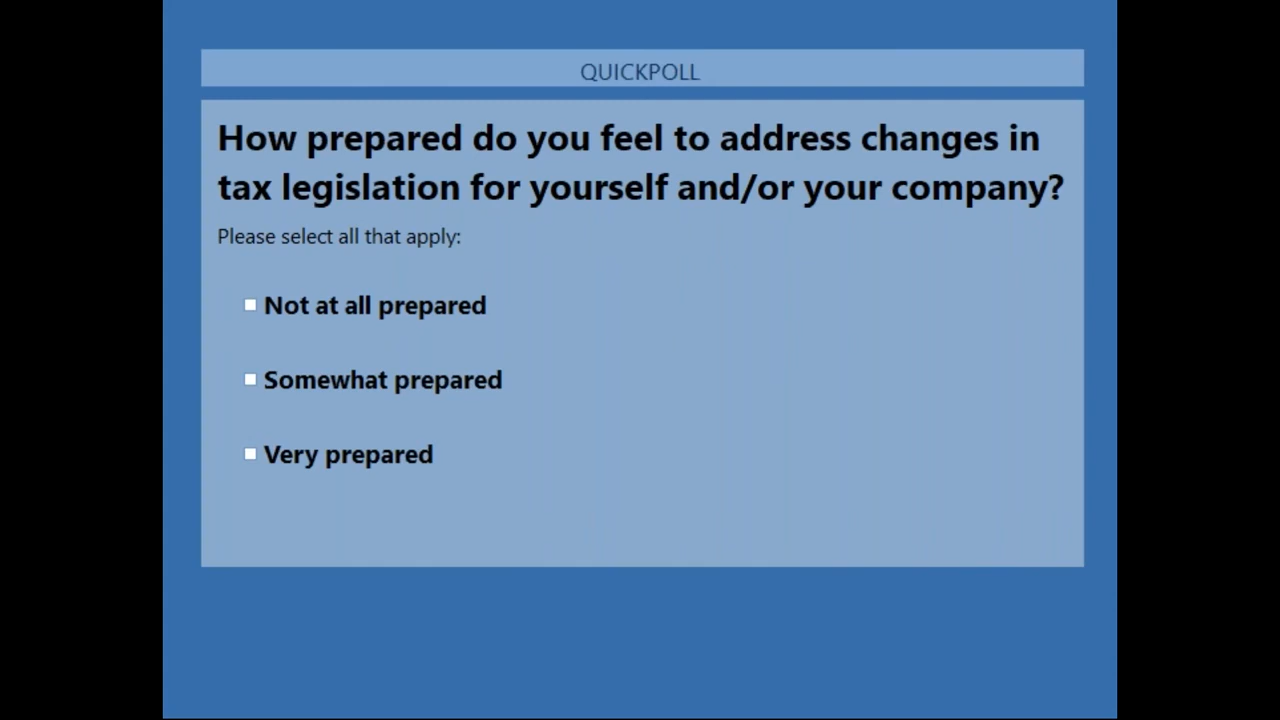 QUICKPOLL
How prepared do you feel to address changes in
tax legislation for yourself and/or your company?
Please select all that apply:
Not at all prepared
Somewhat prepared
Very prepared